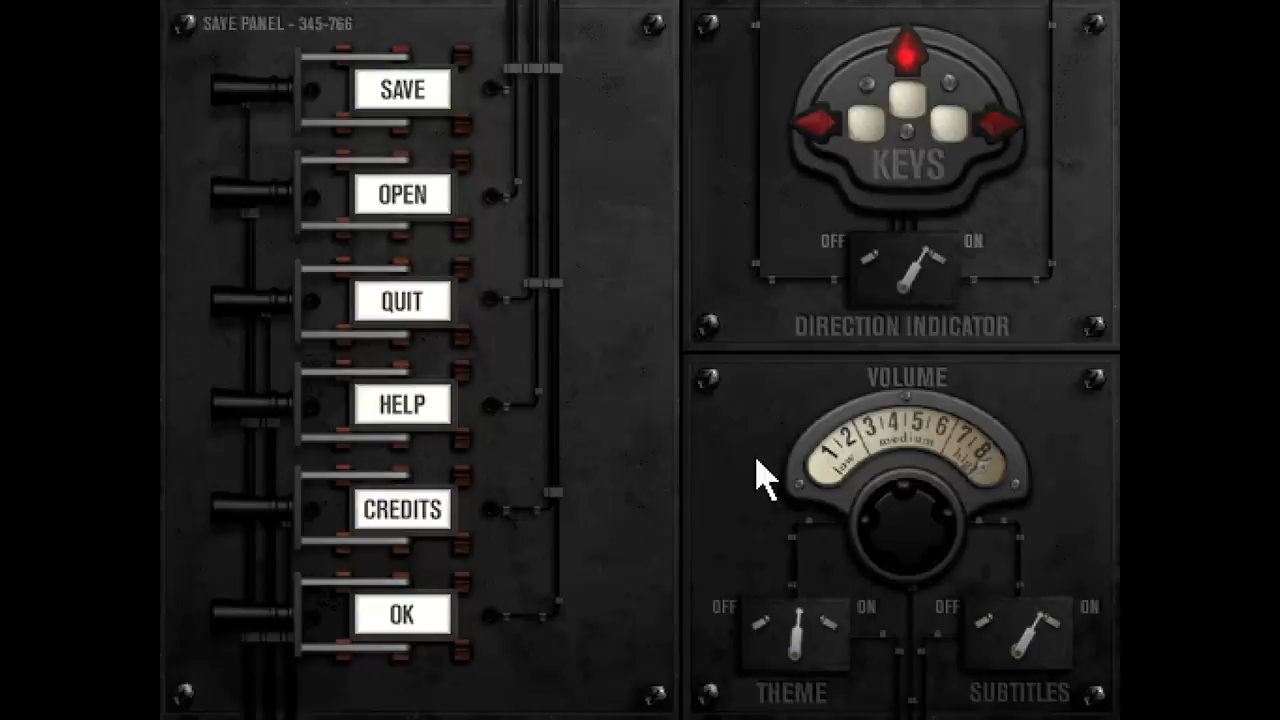 SAVE PANEL - 345-766
SAVE
OPEN
QUIT
HELP
CREDITS
OK
KEYS
OFF ON
DIRECTION INDICATOR
VOLUME
1 2 3 4 5 6 7 8
low medium high
OFF ON
THEME
OFF ON
SUBTITLES